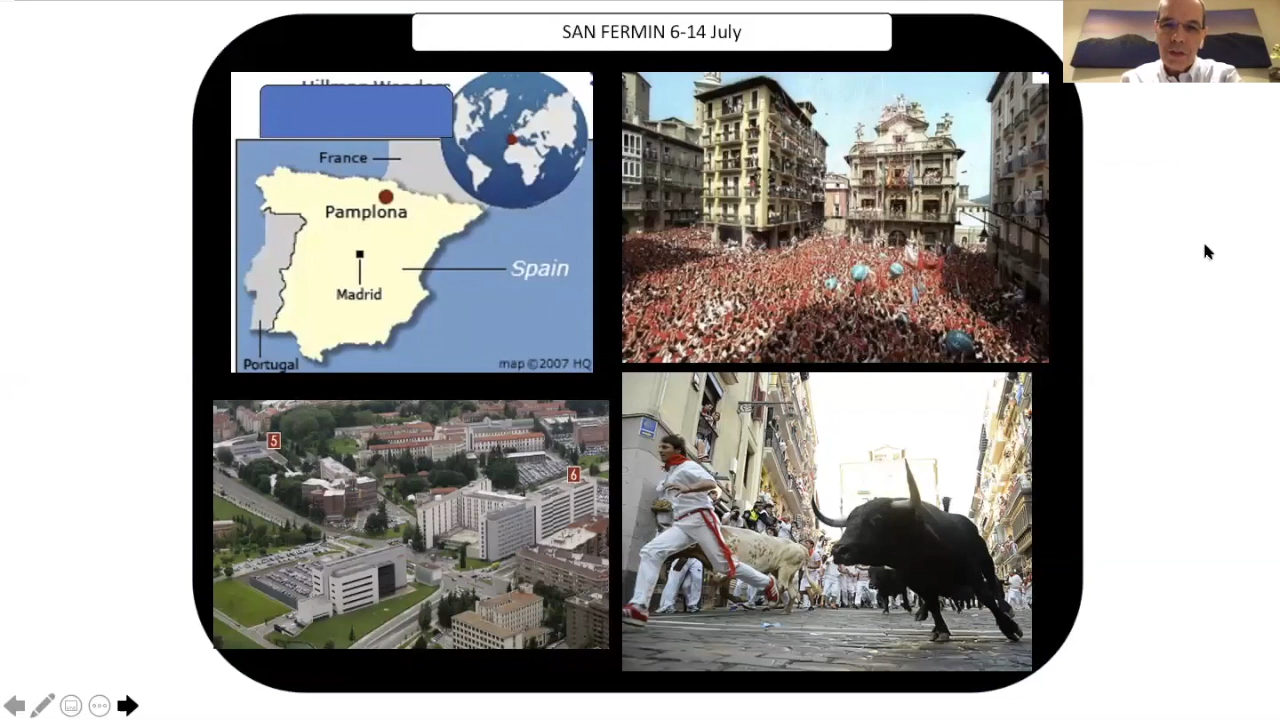 SAN FERMIN 6-14 July
France
Pamplona
Spain
Madrid
Portugal
map ©2007 HQ
5
6